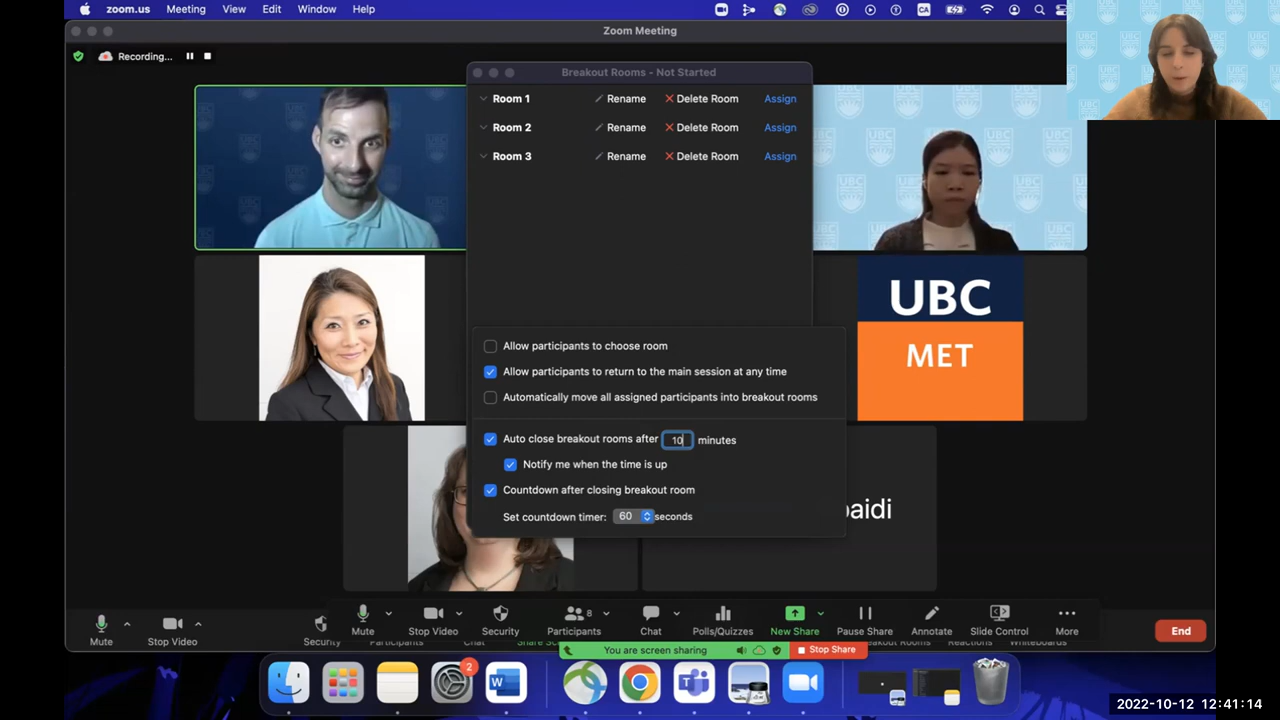 zoom.us Meeting View Edit Window Help
CA
Zoom Meeting
Recording...
Breakout Rooms - Not Started
Room 1 Rename Delete Room Assign
Room 2 Rename Delete Room Assign
Room 3 Rename Delete Room Assign
UBC
UBC
MET
Allow participants to choose room
Allow participants to return to the main session at any time
Automatically move all assigned participants into breakout rooms
Auto close breakout rooms after 10 minutes
Notify me when the time is up
Countdown after closing breakout room
Set countdown timer: 60 seconds
aidi
8
Mute Stop Video Security Participants Chat Polls/Quizzes New Share Pause Share Annotate Slide Control More
Mute Stop Video Security Participants Chat End
You are screen sharing Stop Share
2
W
2022-10-12 12:41:14